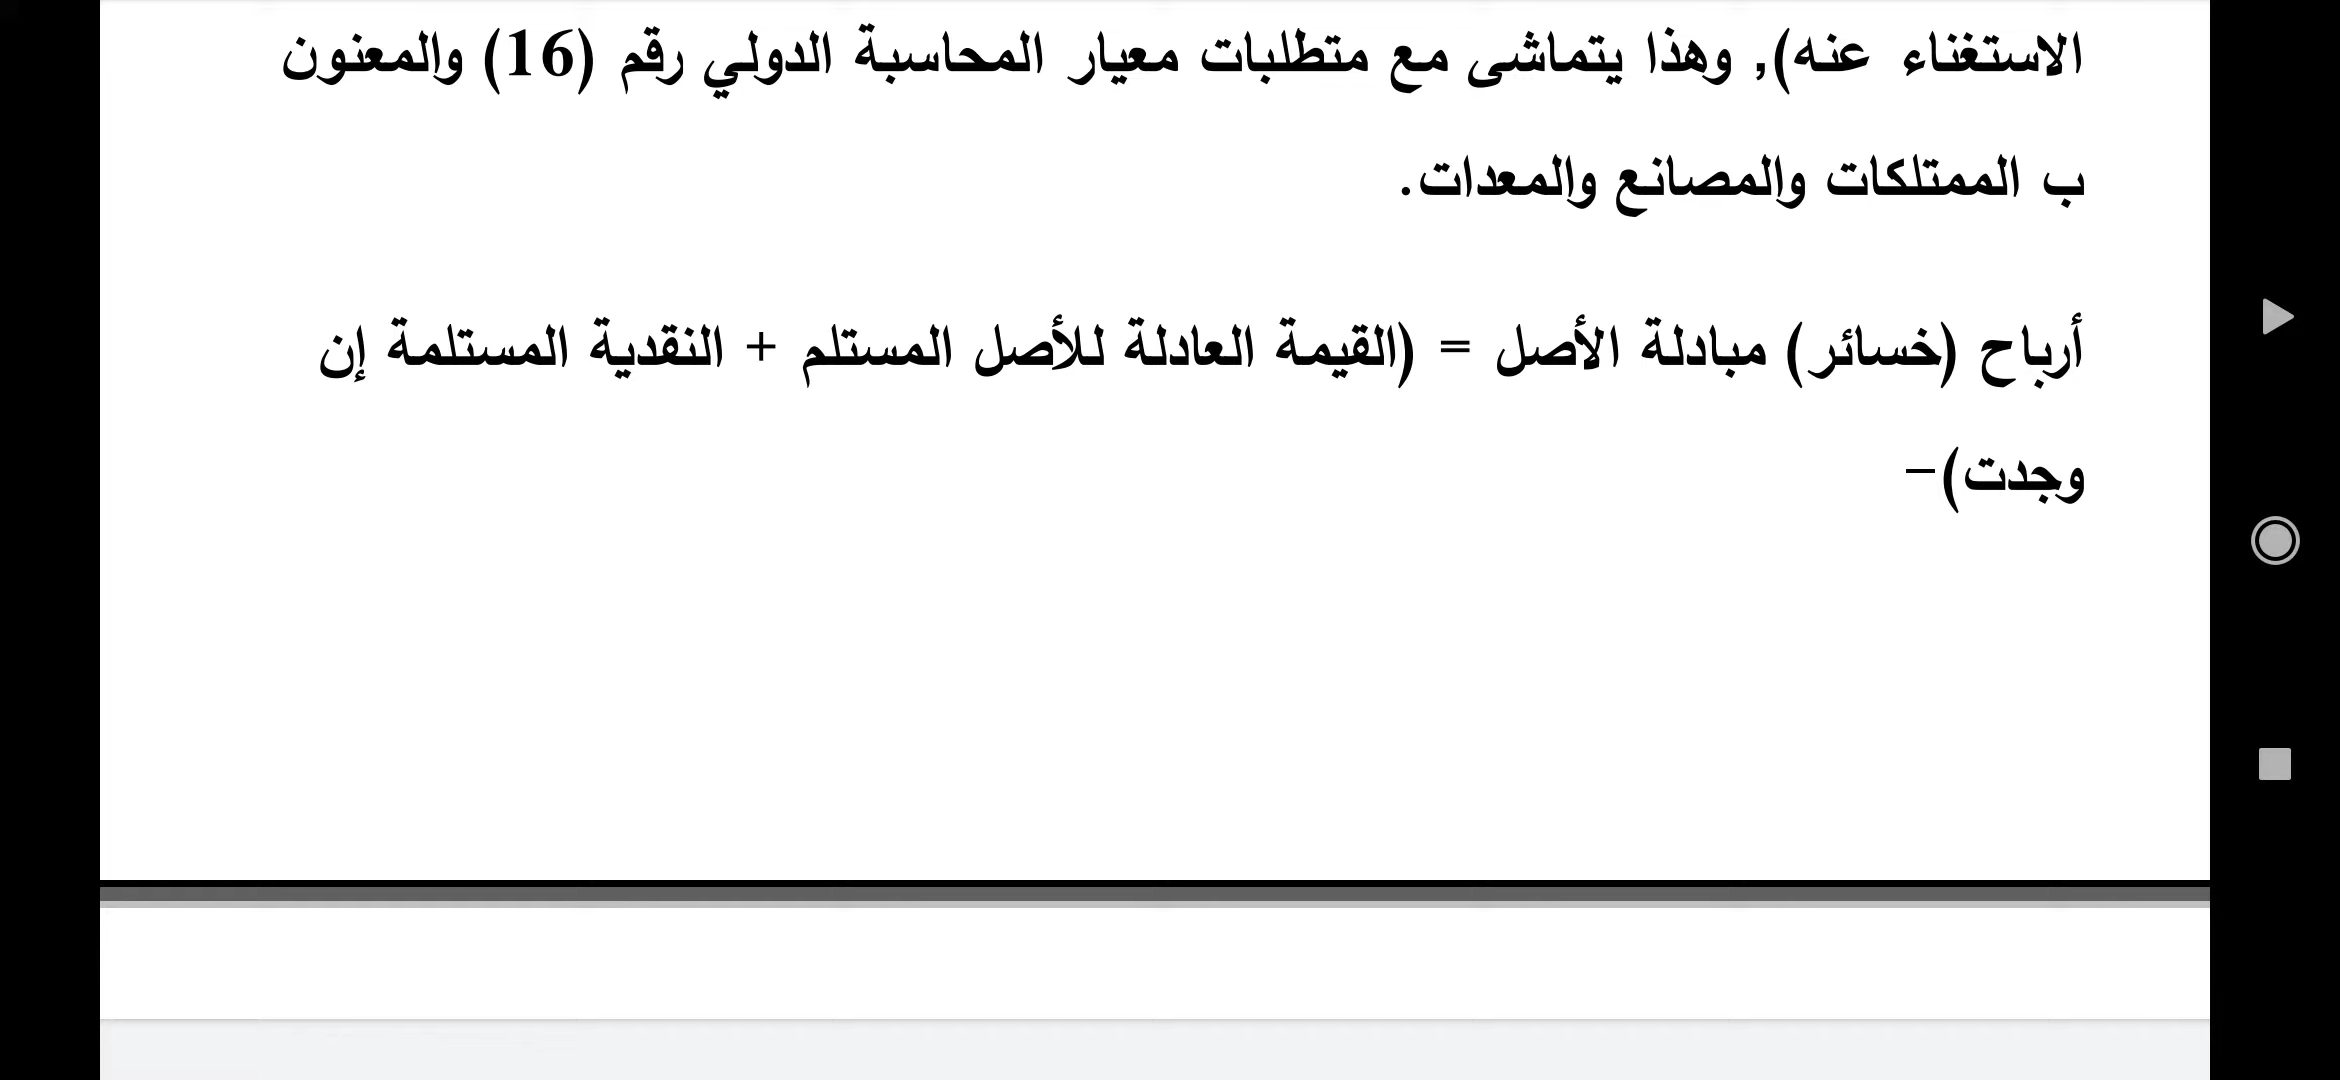 الاستغناء عنه), وهذا يتماشى مع متطلبات معيار المحاسبة الدولي رقم (16) والمعنون
ب الممتلكات والمصانع والمعدات.
أرباح (خسائر) مبادلة الأصل = (القيمة العادلة للأصل المستلم + النقدية المستلمة إن
وجدت)–